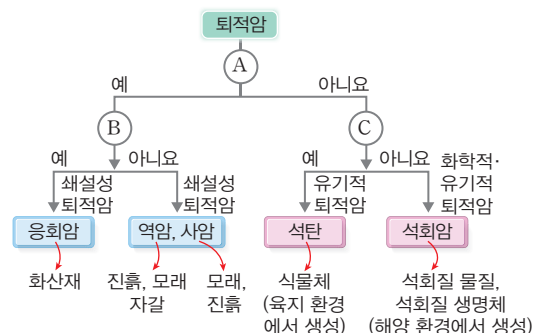 퇴적암
A
예
아니요
B
C
예
아니요
예
아니요
쇄설성
퇴적암
쇄설성
퇴적암
유기적
퇴적암
화학적·
유기적
퇴적암
응회암
역암, 사암
석탄
석회암
화산재
진흙, 모래
자갈
모래,
진흙
식물체
(육지 환경
에서 생성)
석회질 물질,
석회질 생명체
(해양 환경에서 생성)